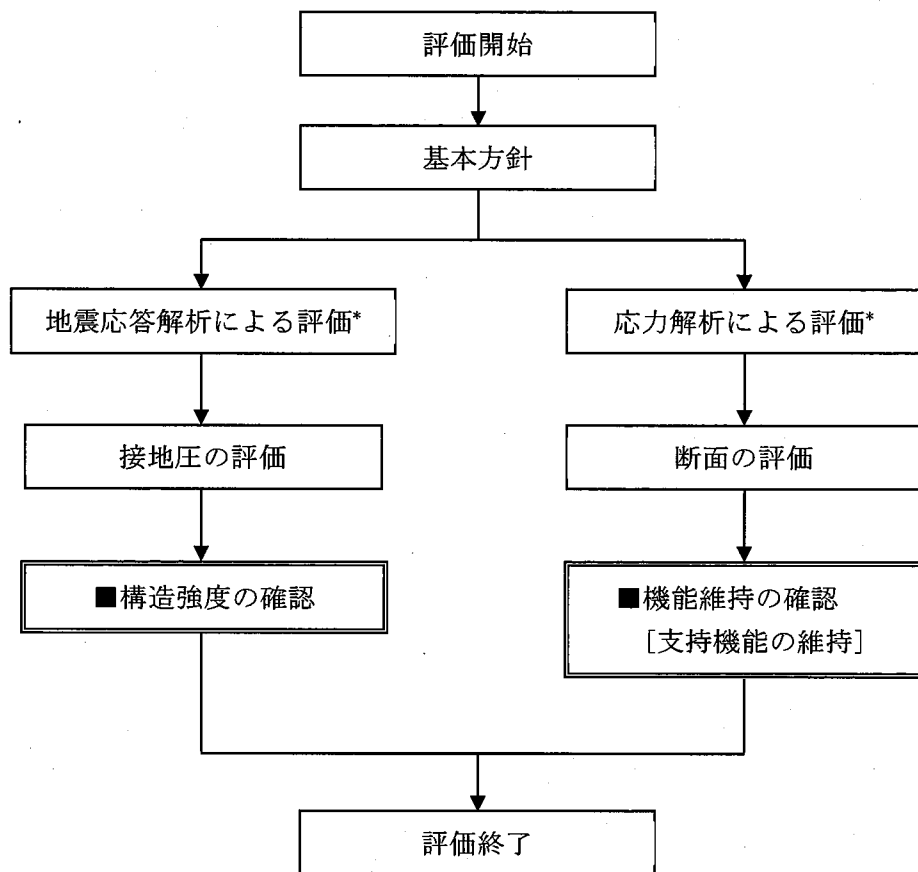 評価開始
基本方針
地震応答解析による評価*
応力解析による評価*
接地圧の評価
断面の評価
■構造強度の確認
■機能維持の確認
[支持機能の維持]
評価終了